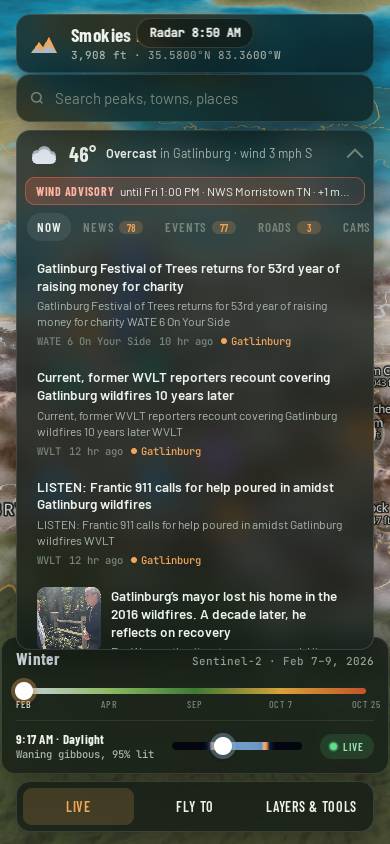 Smokies
Radar 8:50 AM
3,908 ft · 35.5800°N 83.3600°W
Search peaks, towns, places
46° Overcast in Gatlinburg · wind 3 mph S
WIND ADVISORY until Fri 1:00 PM · NWS Morristown TN · +1 m...
NOW NEWS 78 EVENTS 77 ROADS 3 CAMS
Gatlinburg Festival of Trees returns for 53rd year of
raising money for charity
Gatlinburg Festival of Trees returns for 53rd year of raising
money for charity WATE 6 On Your Side
WATE 6 On Your Side 10 hr ago Gatlinburg
Current, former WVLT reporters recount covering
Gatlinburg wildfires 10 years later
Current, former WVLT reporters recount covering Gatlinburg
wildfires 10 years later WVLT
WVLT 12 hr ago Gatlinburg
LISTEN: Frantic 911 calls for help poured in amidst
Gatlinburg wildfires
LISTEN: Frantic 911 calls for help poured in amidst Gatlinburg
wildfires WVLT
WVLT 12 hr ago Gatlinburg
Gatlinburg's mayor lost his home in the
2016 wildfires. A decade later, he
reflects on recovery
Winter Sentinel-2 · Feb 7-9, 2026
FEB APR SEP OCT 7 OCT 25
9:17 AM · Daylight
Waning gibbous, 95% lit
LIVE
LIVE FLY TO LAYERS & TOOLS